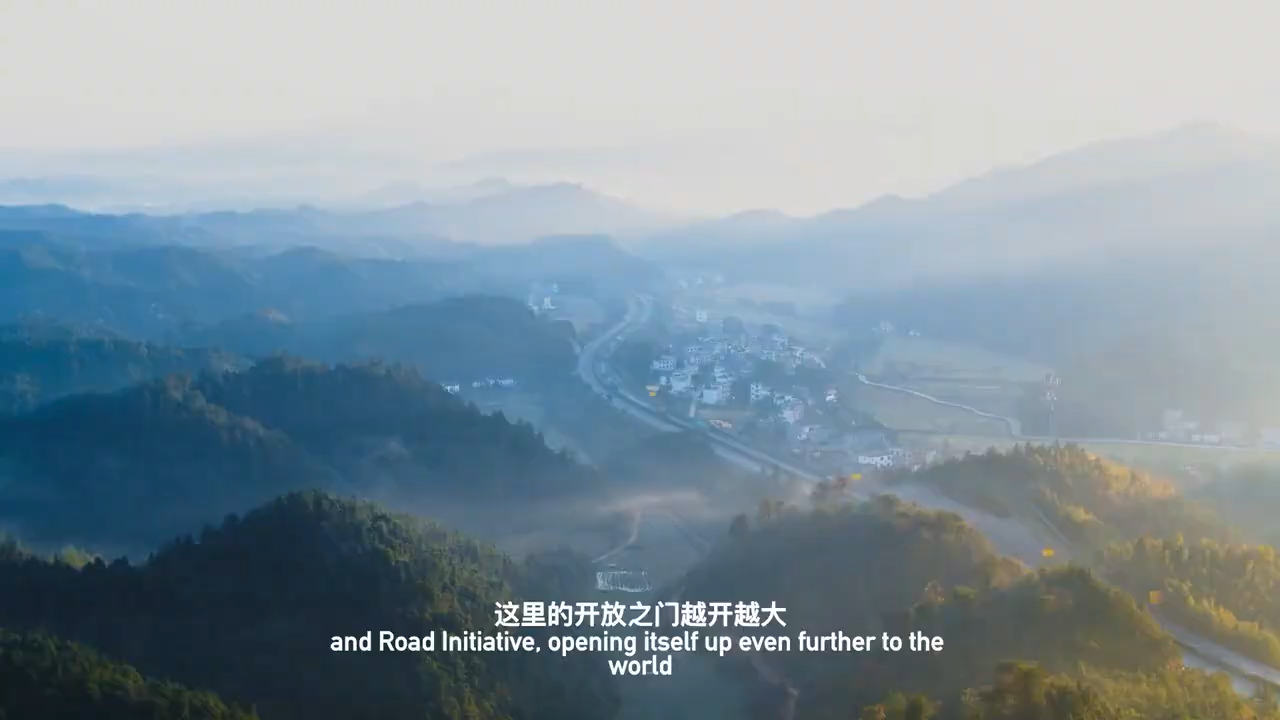 这里的开放之门越开越大
and Road Initiative, opening itself up even further to the
world